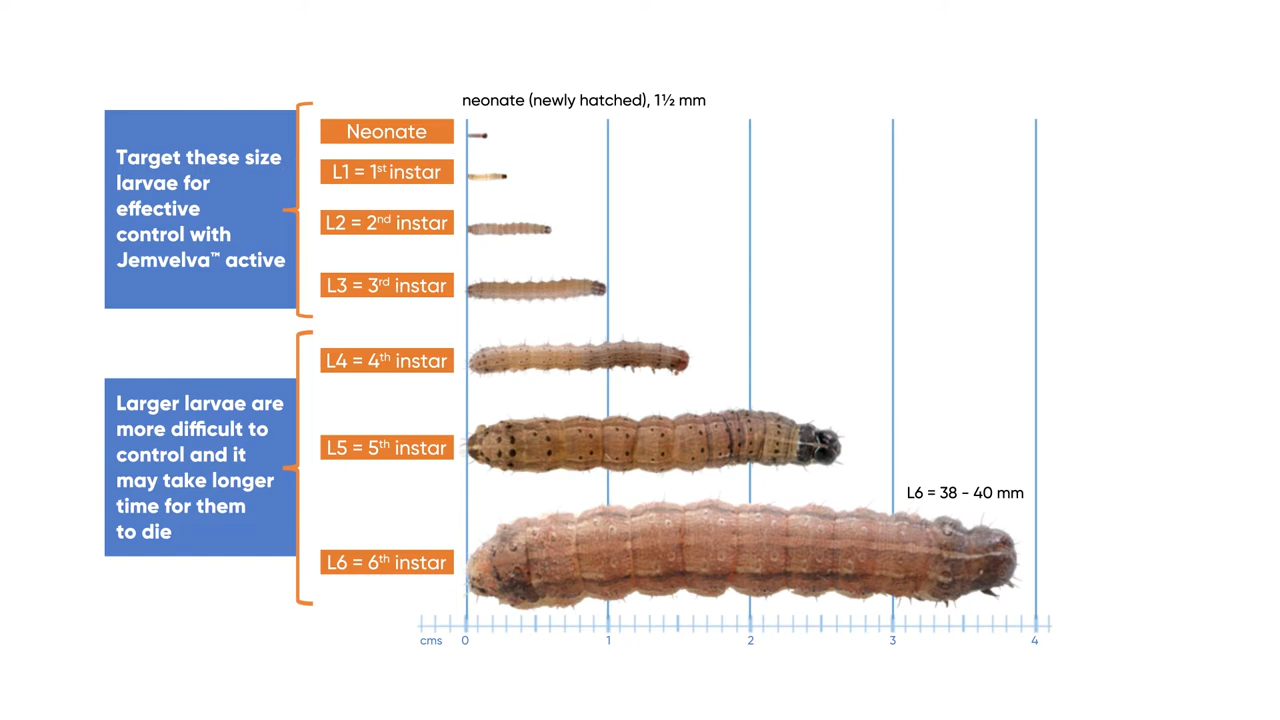 neonate (newly hatched), 1½ mm
Neonate
Target these size
larvae for
effective
control with
Jemvelva™ active
L1 = 1st instar
L2 = 2nd instar
L3 = 3rd instar
L4 = 4th instar
Larger larvae are
more difficult to
control and it
may take longer
time for them
to die
L5 = 5th instar
L6 = 38 - 40 mm
L6 = 6th instar
cms 0 1 2 3 4